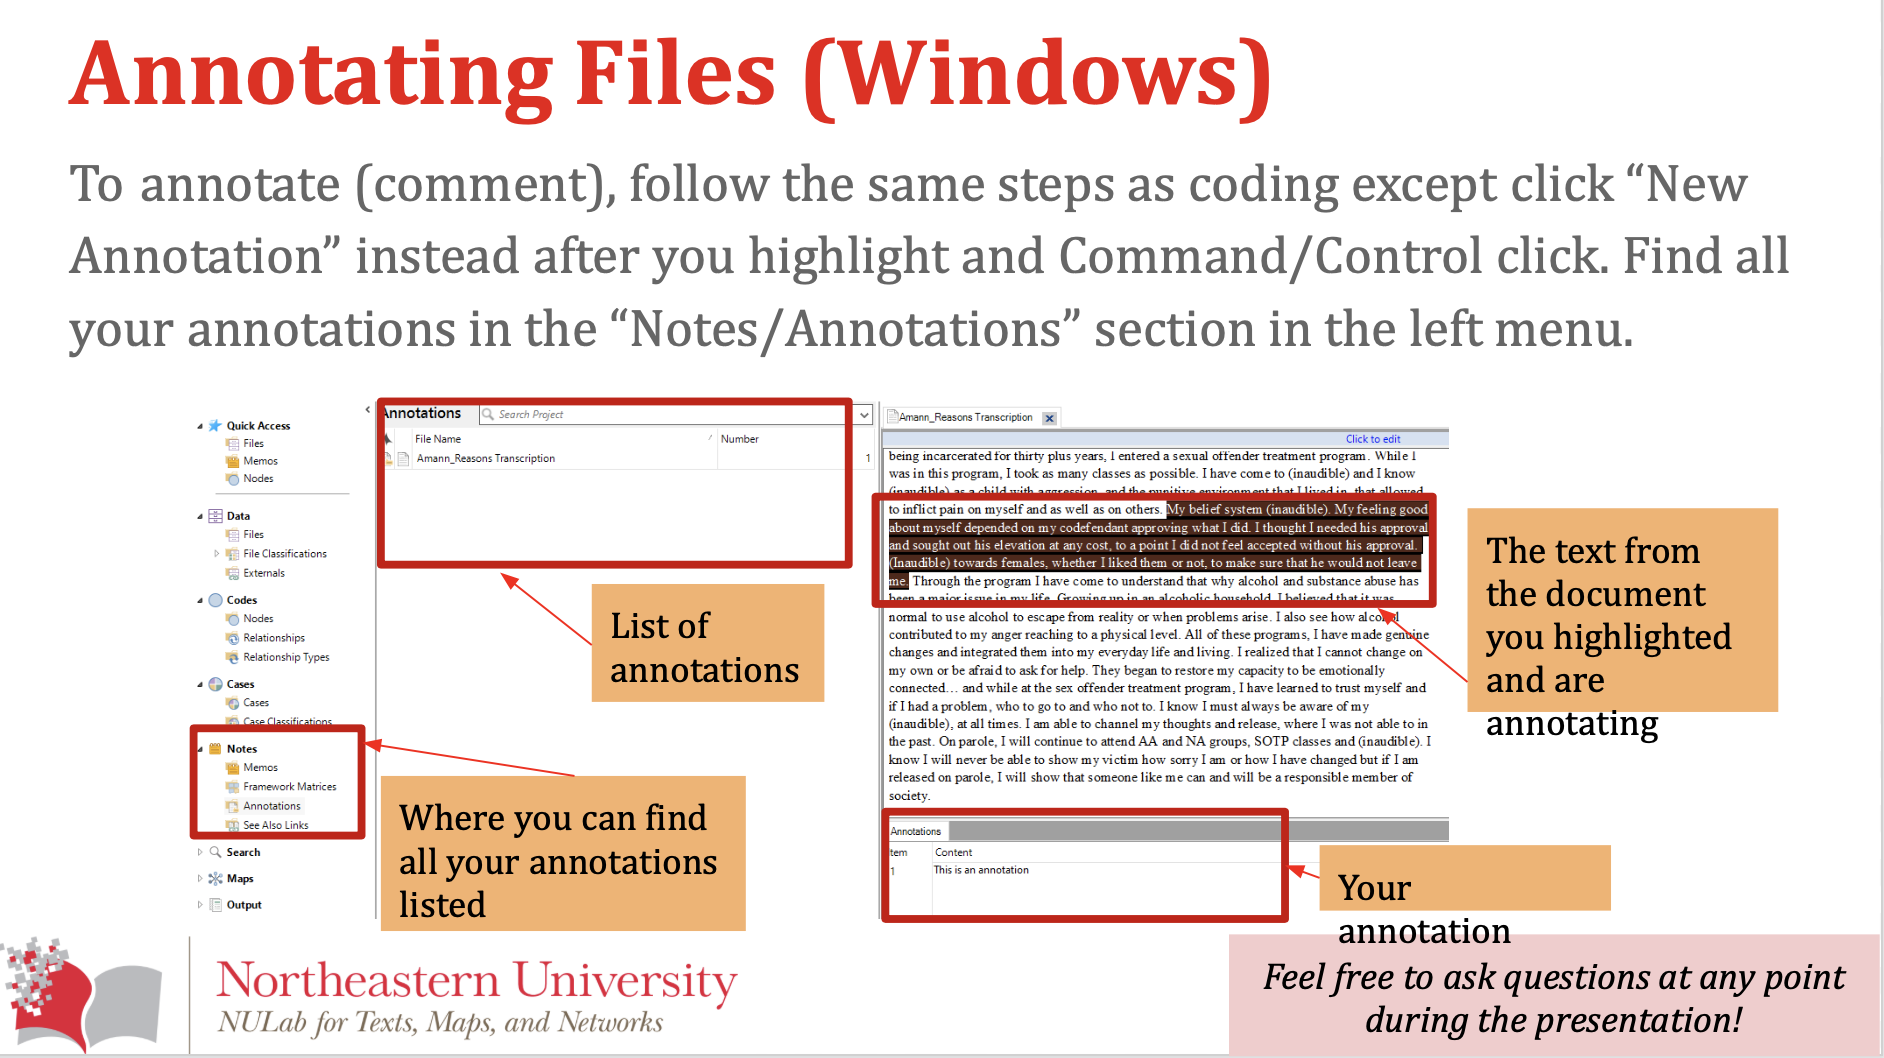 Annotating Files (Windows)
To annotate (comment), follow the same steps as coding except click “New
Annotation” instead after you highlight and Command/Control click. Find all
your annotations in the “Notes/Annotations” section in the left menu.
Quick Access
Files
Memos
Nodes
Data
Files
File Classifications
Externals
Codes
Nodes
Relationships
Relationship Types
Cases
Cases
Case Classifications
Notes
Memos
Framework Matrices
Annotations
See Also Links
Search
Maps
Output
Annotations
Search Project
File Name
Number
Amann_Reasons Transcription
1
List of
annotations
Where you can find
all your annotations
listed
Amann_Reasons Transcription
Click to edit
being incarcerated for thirty plus years, I entered a sexual offender treatment program. While I
was in this program, I took as many classes as possible. I have come to (inaudible) and I know
(inaudible) as a child with aggression, and the punitive environment that I lived in, that allowed
to inflict pain on myself and as well as on others. My belief system (inaudible). My feeling good
about myself depended on my codefendant approving what I did. I thought I needed his approval
and sought out his elevation at any cost, to a point I did not feel accepted without his approval.
(Inaudible) towards females, whether I liked them or not, to make sure that he would not leave
me. Through the program I have come to understand that why alcohol and substance abuse has
been a major issue in my life. Growing up in an alcoholic household, I believed that it was
normal to use alcohol to escape from reality or when problems arise. I also see how alcohol
contributed to my anger reaching to a physical level. All of these programs, I have made genuine
changes and integrated them into my everyday life and living. I realized that I cannot change on
my own or be afraid to ask for help. They began to restore my capacity to be emotionally
connected… and while at the sex offender treatment program, I have learned to trust myself and
if I had a problem, who to go to and who not to. I know I must always be aware of my
(inaudible), at all times. I am able to channel my thoughts and release, where I was not able to in
the past. On parole, I will continue to attend AA and NA groups, SOTP classes and (inaudible). I
know I will never be able to show my victim how sorry I am or how I have changed but if I am
released on parole, I will show that someone like me can and will be a responsible member of
society.
The text from
the document
you highlighted
and are
annotating
Annotations
tem
Content
1
This is an annotation
Your
annotation
Northeastern University
NULab for Texts, Maps, and Networks
Feel free to ask questions at any point
during the presentation!